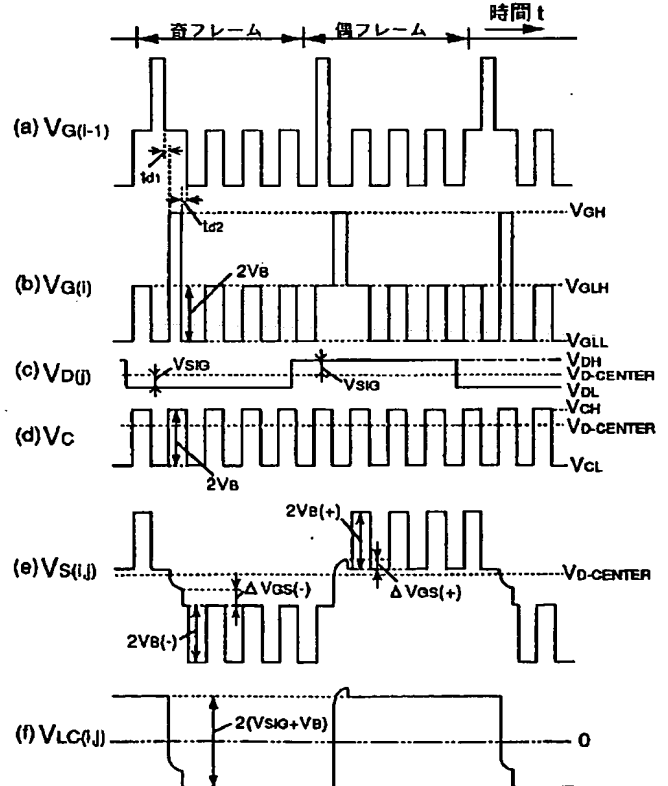 時間 t
奇フレーム
偶フレーム
(a) VG(i-1)
td1
td2
VGH
(b) VG(i)
2VB
VGLH
VGLL
(c) VD(j)
VSIG
VSIG
VDH
VD-CENTER
VDL
(d) VC
VCH
VD-CENTER
2VB
VCL
(e) VS(i,j)
2VB(+)
VD-CENTER
ΔVGS(-)
ΔVGS(+)
2VB(-)
(f) VLC(i,j)
2(VSIG+VB)
0